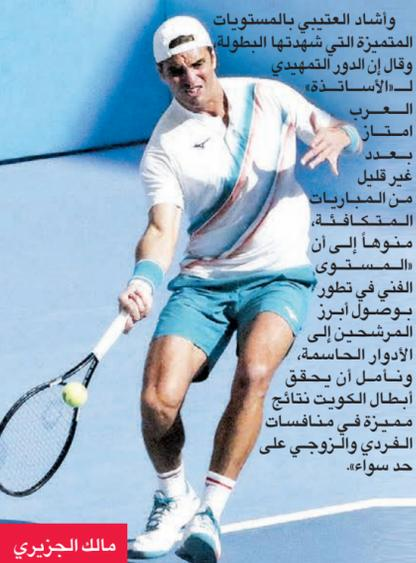 وأشاد العتيبي بالمستويات
المتميزة التي شهدتها البطولة،
وقال إن الدور التمهيدي
لـ«الأساتذة»
العرب
امتاز
بعدد
غير قليل
من المباريات
المتكافئة،
منوهاً إلى أن
«المستوى
الفني في تطور
بوصول أبرز
المرشحين إلى
الأدوار الحاسمة،
ونأمل أن يحقق
أبطال الكويت نتائج
مميزة في منافسات
الفردي والزوجي على
حد سواء».
مالك الجزيري